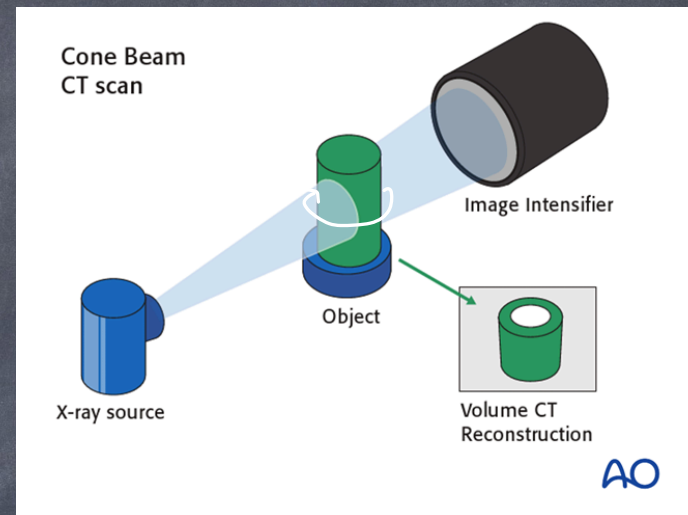 Cone Beam
CT scan
Image Intensifier
Object
X-ray source
Volume CT
Reconstruction
AO